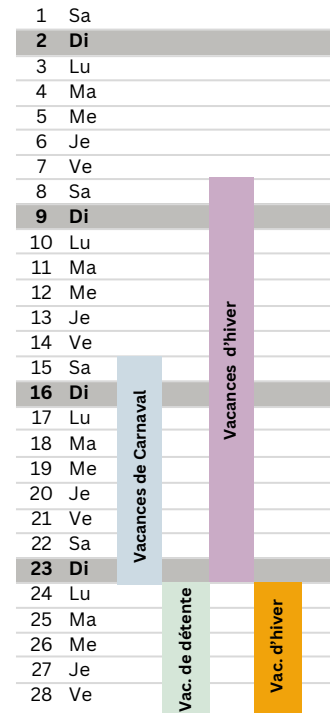 1 Sa
2 Di
3 Lu
4 Ma
5 Me
6 Je
7 Ve
8 Sa
9 Di
10 Lu
11 Ma
12 Me
13 Je
14 Ve
15 Sa
16 Di
17 Lu
18 Ma
19 Me
20 Je
21 Ve
22 Sa
23 Di
24 Lu
25 Ma
26 Me
27 Je
28 Ve
Vacances de Carnaval
Vac. de détente
Vacances d'hiver
Vac. d'hiver